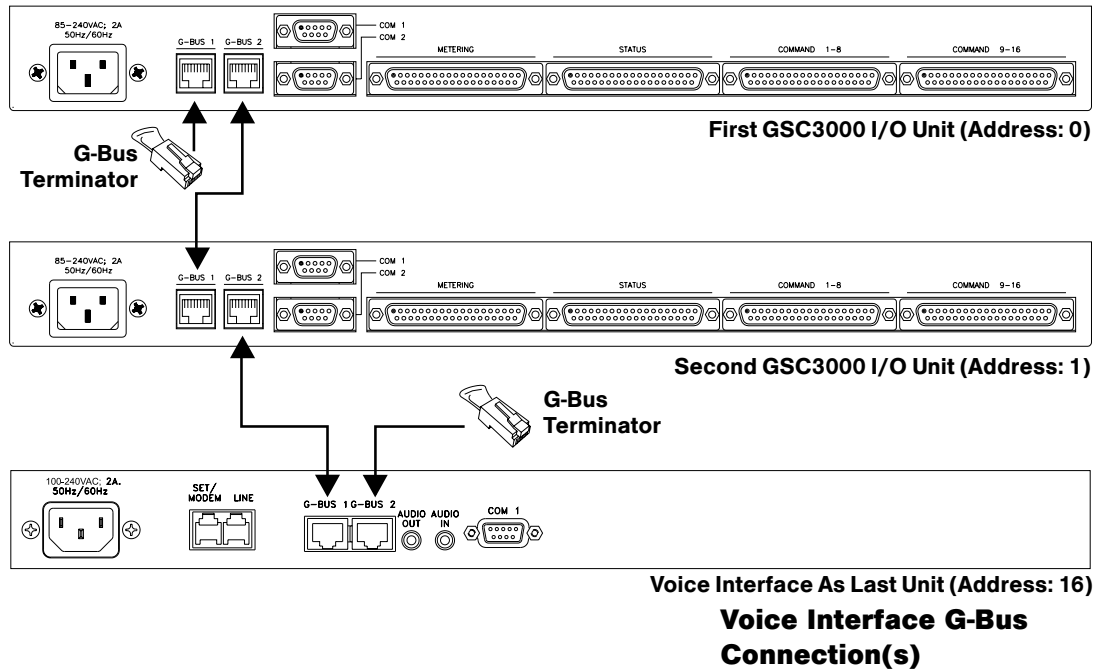 85-240VAC; 2A
50Hz/60Hz
G-BUS 1 G-BUS 2
COM 1
COM 2
METERING
STATUS
COMMAND 1-8
COMMAND 9-16
First GSC3000 I/O Unit (Address: 0)
G-Bus
Terminator
85-240VAC; 2A
50Hz/60Hz
G-BUS 1 G-BUS 2
COM 1
COM 2
METERING
STATUS
COMMAND 1-8
COMMAND 9-16
Second GSC3000 I/O Unit (Address: 1)
G-Bus
Terminator
100-240VAC; 2A.
50Hz/60Hz
SET/
MODEM LINE
G-BUS 1 G-BUS 2
AUDIO
OUT
AUDIO
IN
COM 1
Voice Interface As Last Unit (Address: 16)
Voice Interface G-Bus
Connection(s)